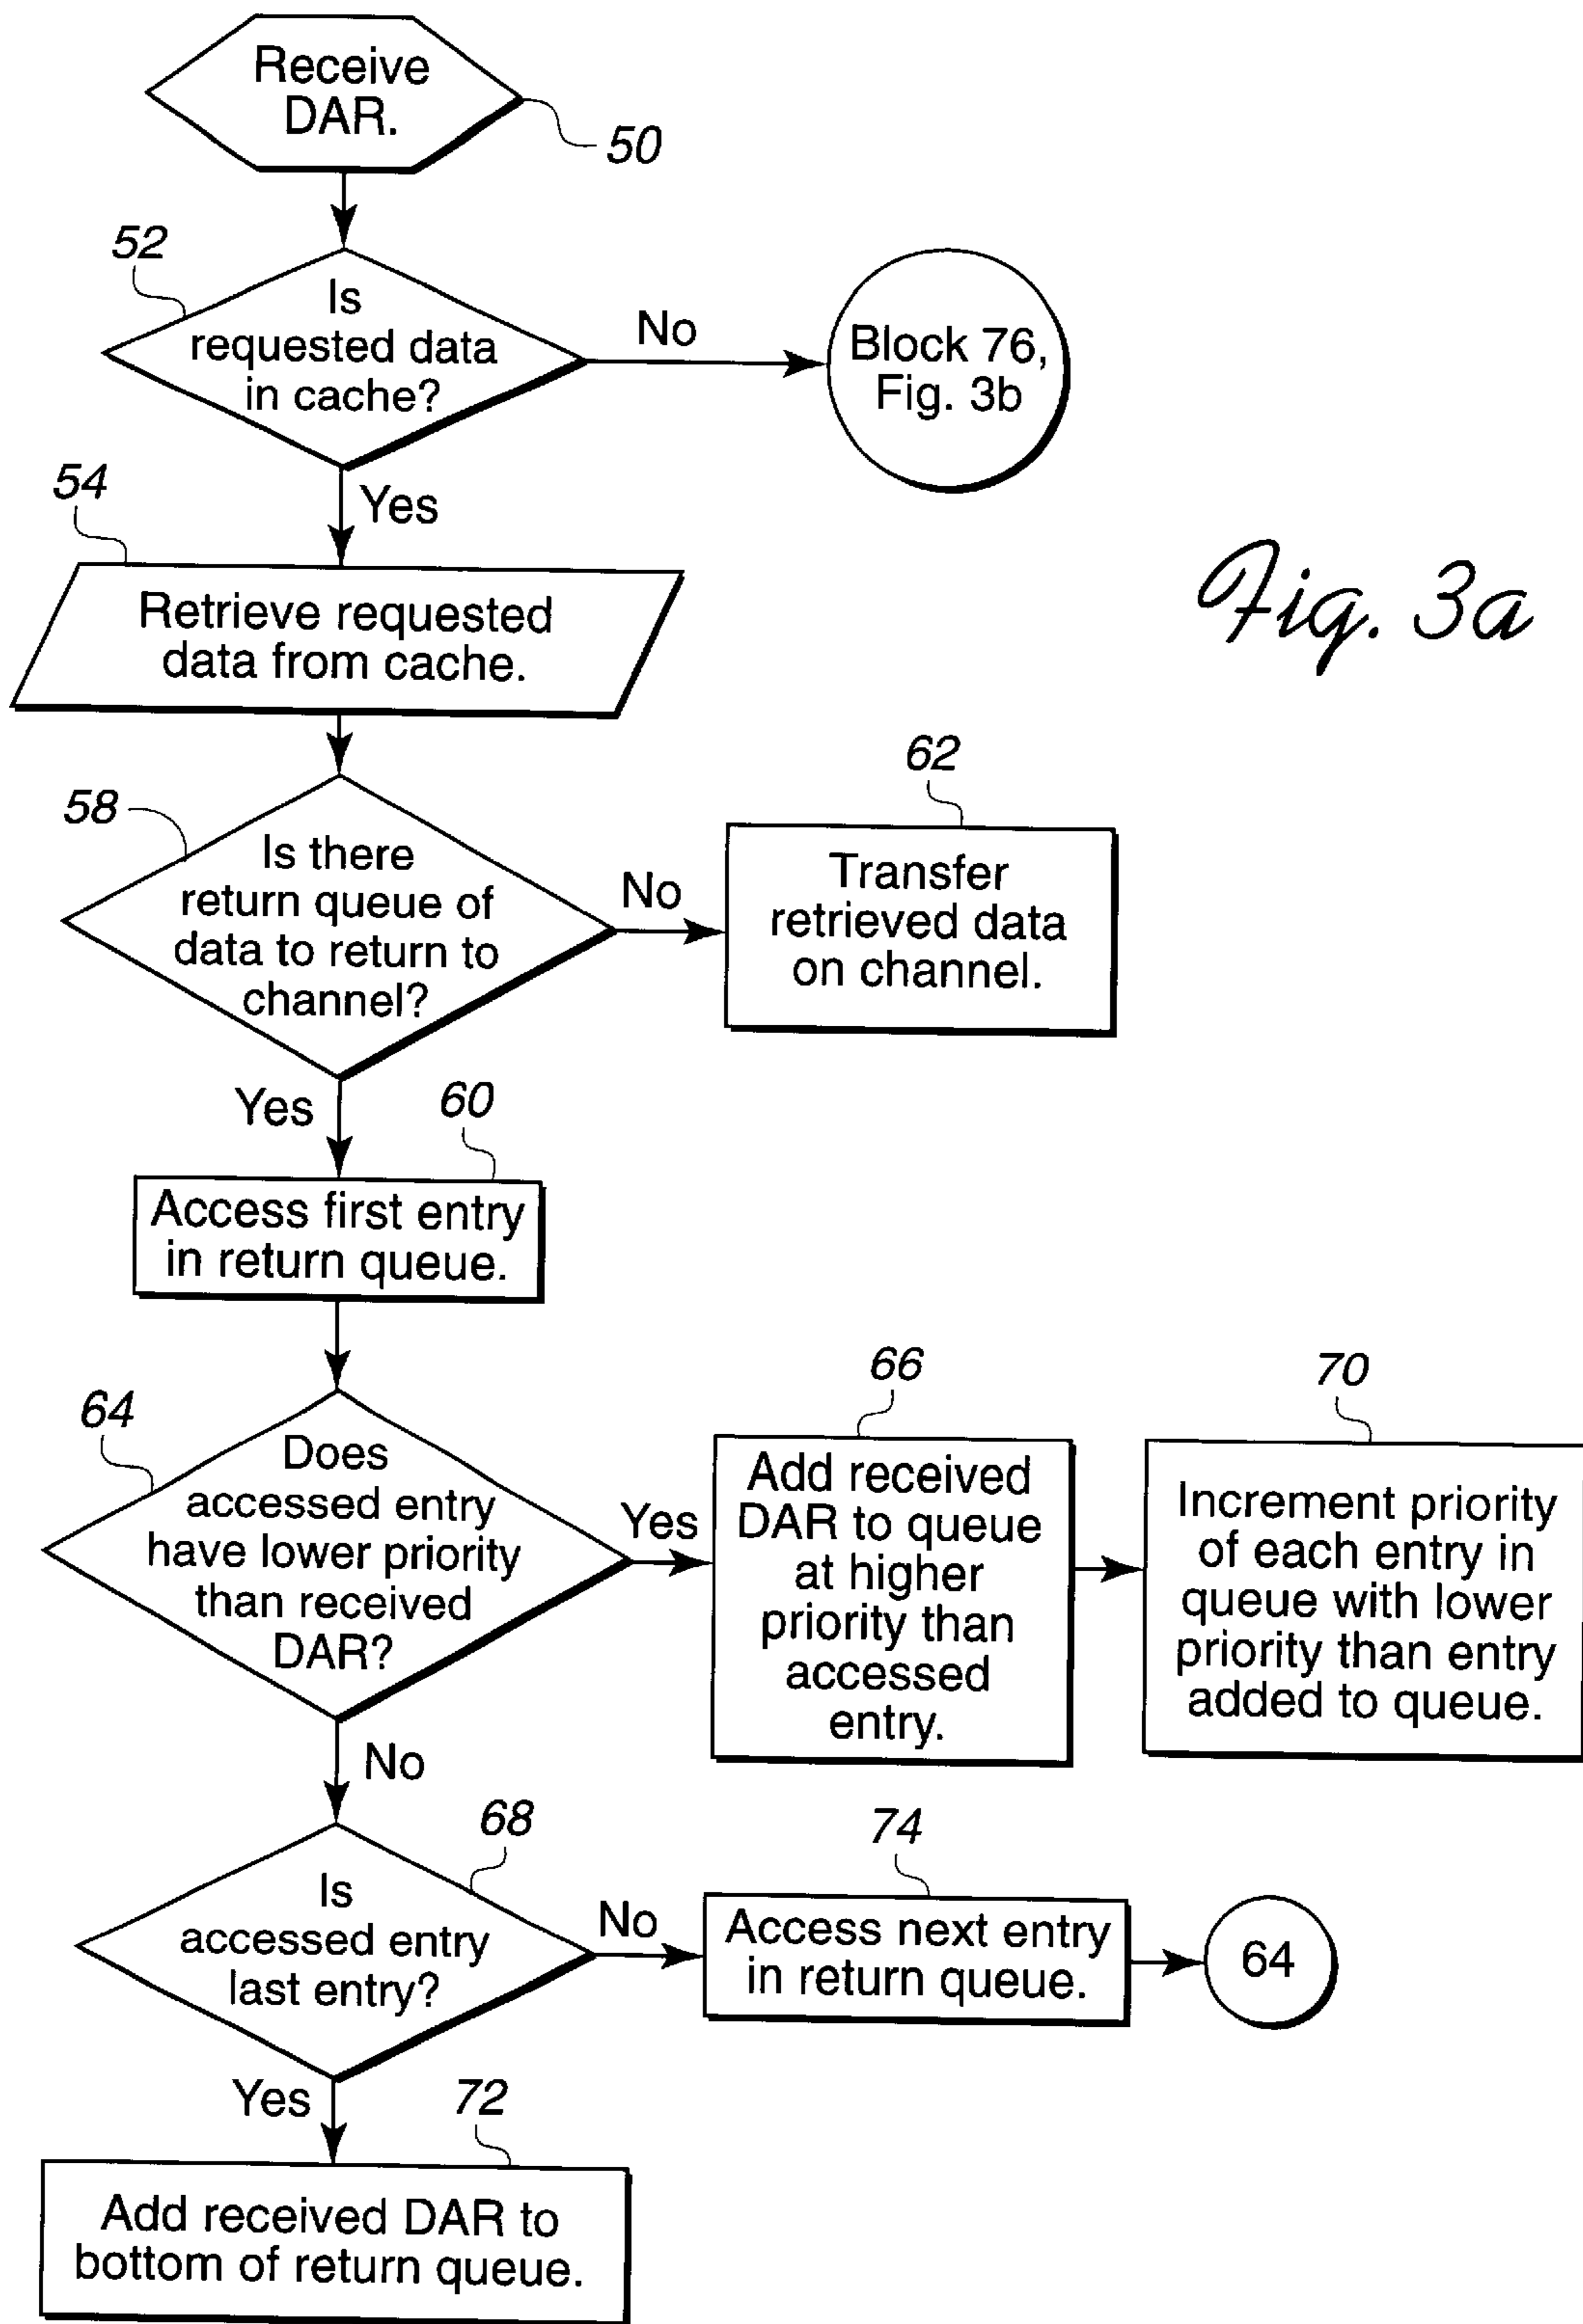 Receive
DAR.
50
52
Is
requested data
in cache?
No
Block 76,
Fig. 3b
Yes
54
Retrieve requested
data from cache.
Fig. 3a
58
Is there
return queue of
data to return to
channel?
No
62
Transfer
retrieved data
on channel.
Yes
60
Access first entry
in return queue.
64
Does
accessed entry
have lower priority
than received
DAR?
Yes
66
Add received
DAR to queue
at higher
priority than
accessed
entry.
70
Increment priority
of each entry in
queue with lower
priority than entry
added to queue.
No
68
Is
accessed entry
last entry?
No
74
Access next entry
in return queue.
64
Yes
72
Add received DAR to
bottom of return queue.